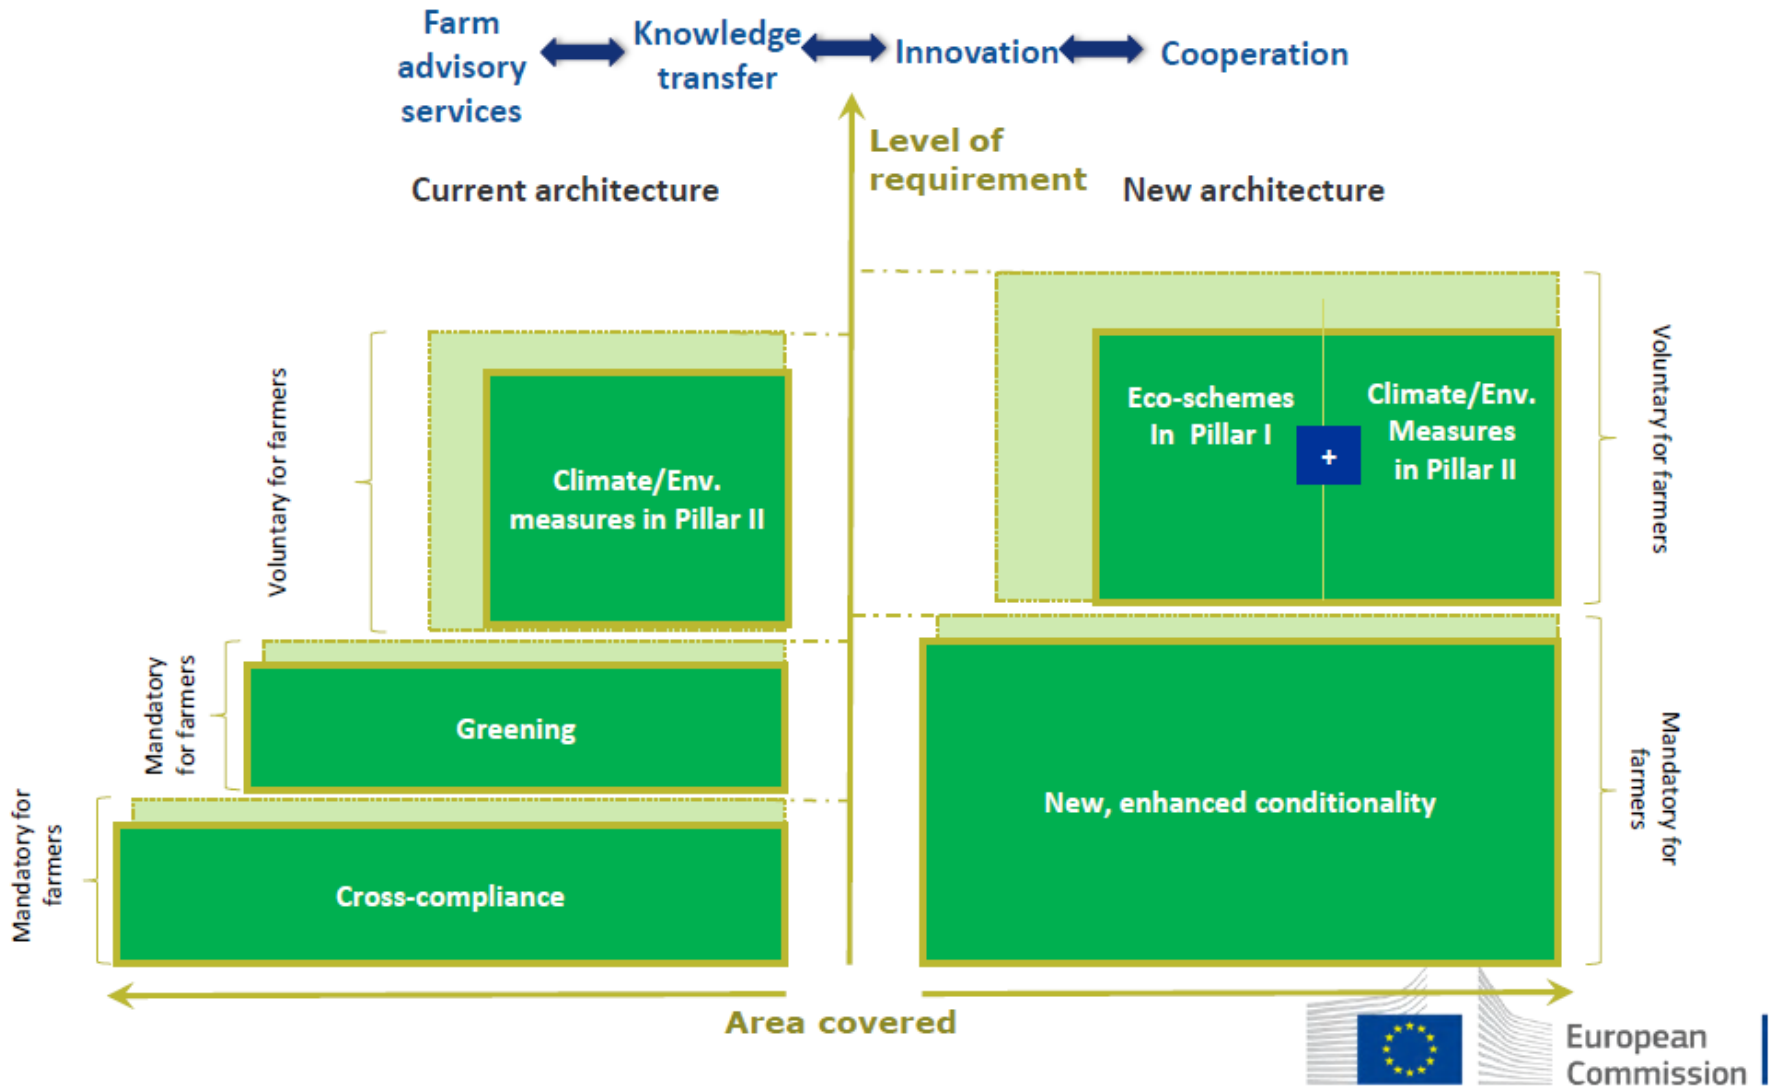 Farm
advisory
services
Knowledge
transfer
Innovation
Cooperation
Level of
requirement
Current architecture
New architecture
Voluntary for farmers
Climate/Env.
measures in Pillar II
Eco-schemes
In Pillar I
+
Climate/Env.
Measures
in Pillar II
Voluntary for farmers
Mandatory
for farmers
Greening
Mandatory for
farmers
Cross-compliance
New, enhanced conditionality
Mandatory for
farmers
Area covered
European
Commission